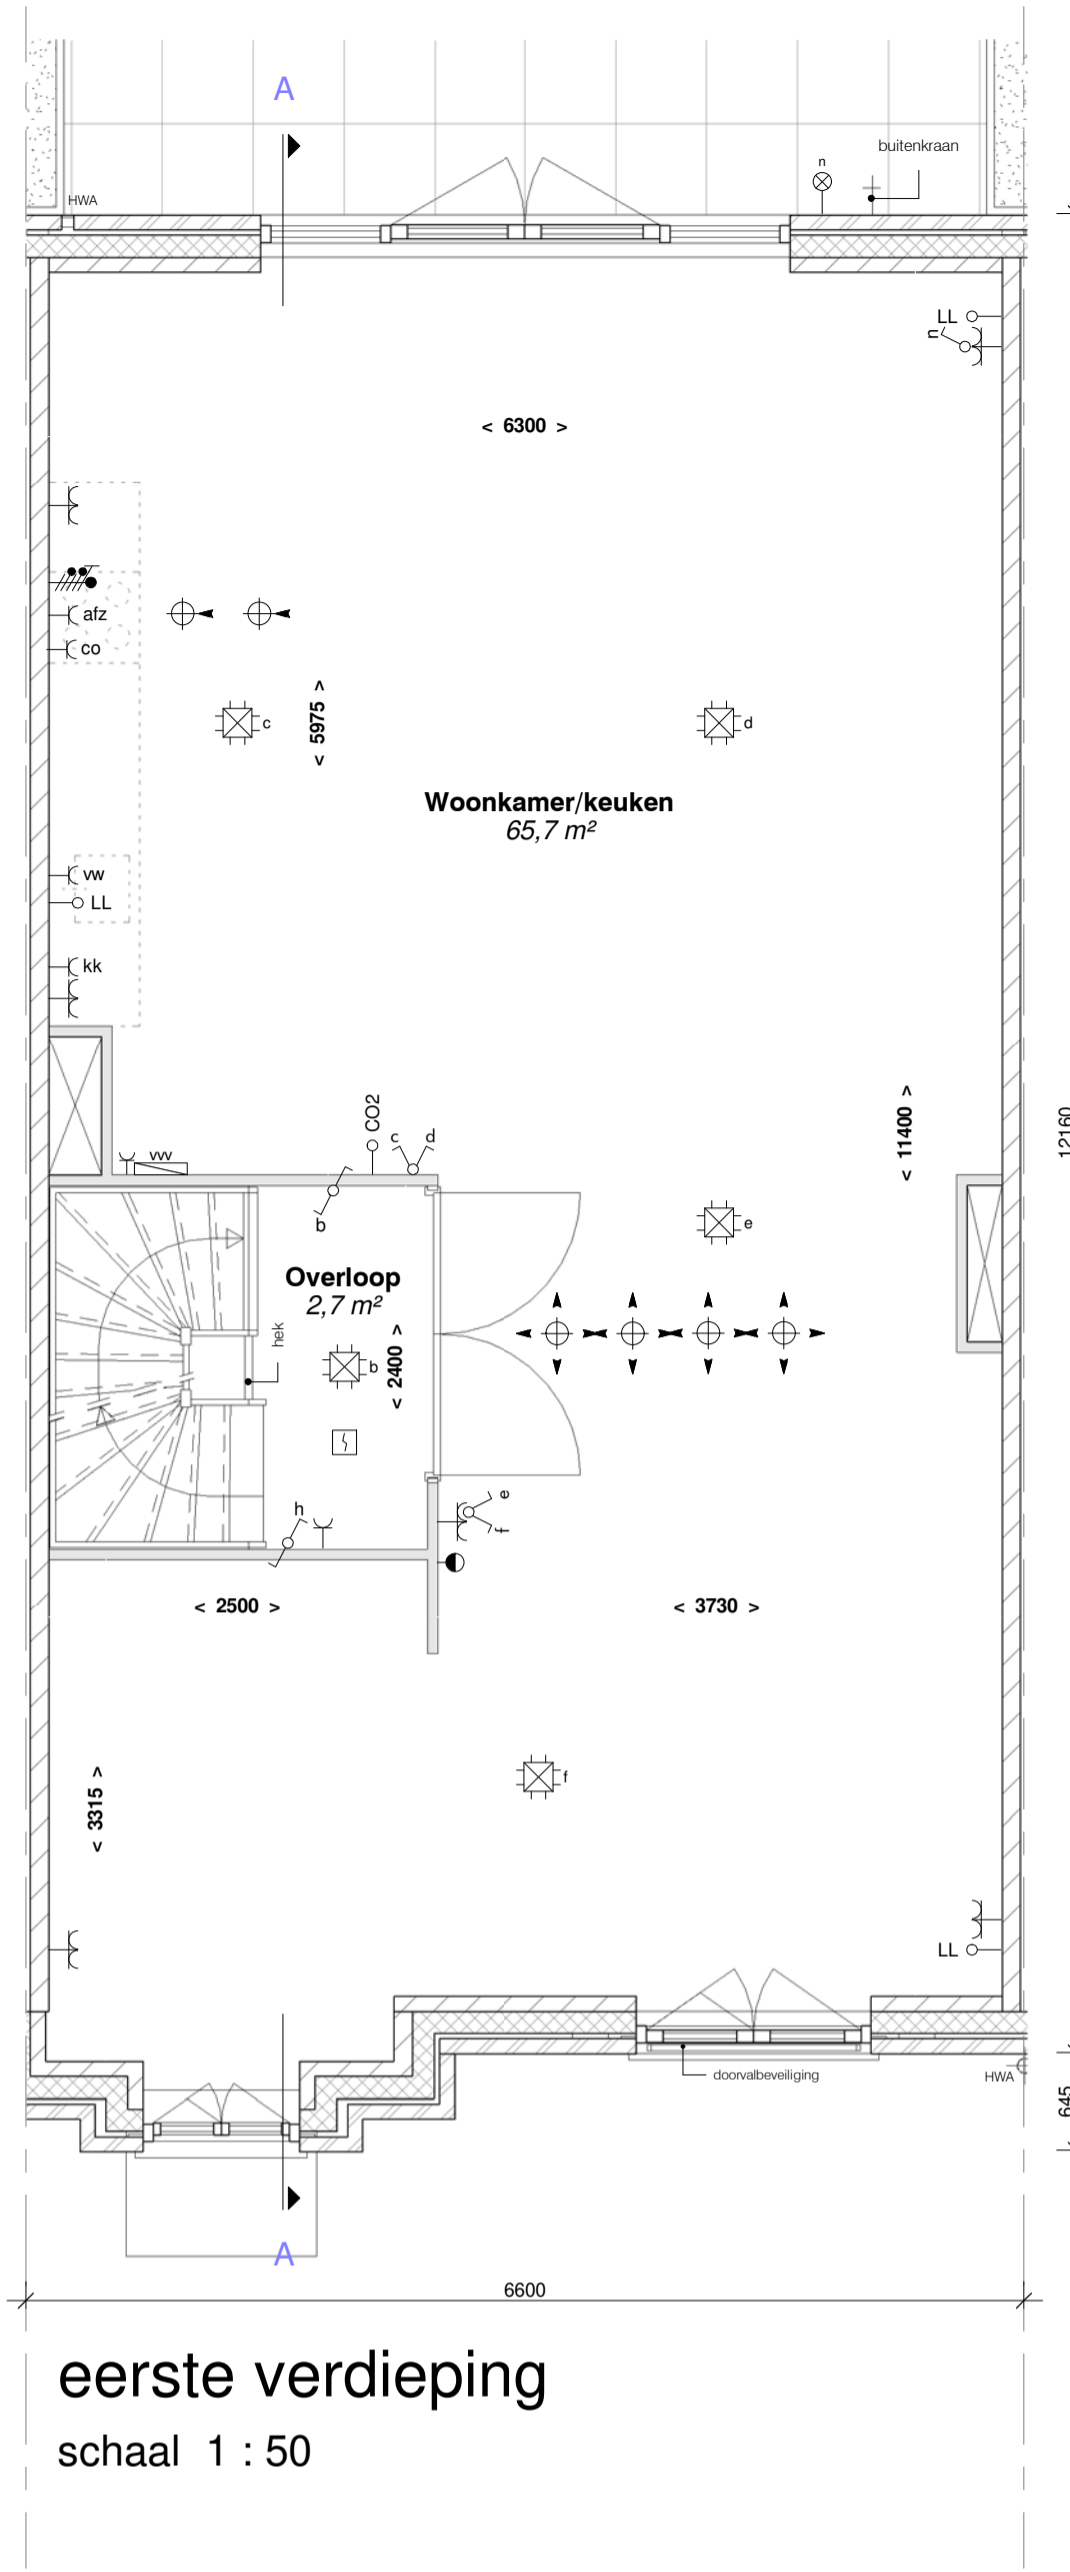 A
buitenkraan
n
HWA
LL
n
< 6300 >
afz
co
c
< 5975 >
d
Woonkamer/keuken
65,7 m²
vw
LL
kk
< 11400 >
12160
CO2
c
d
vvv
b
e
Overloop
2,7 m²
hek
b
< 2400 >
h
e
f
< 2500 >
< 3730 >
f
< 3315 >
LL
doorvalbeveiliging
HWA
645
A
6600
eerste verdieping
schaal 1 : 50